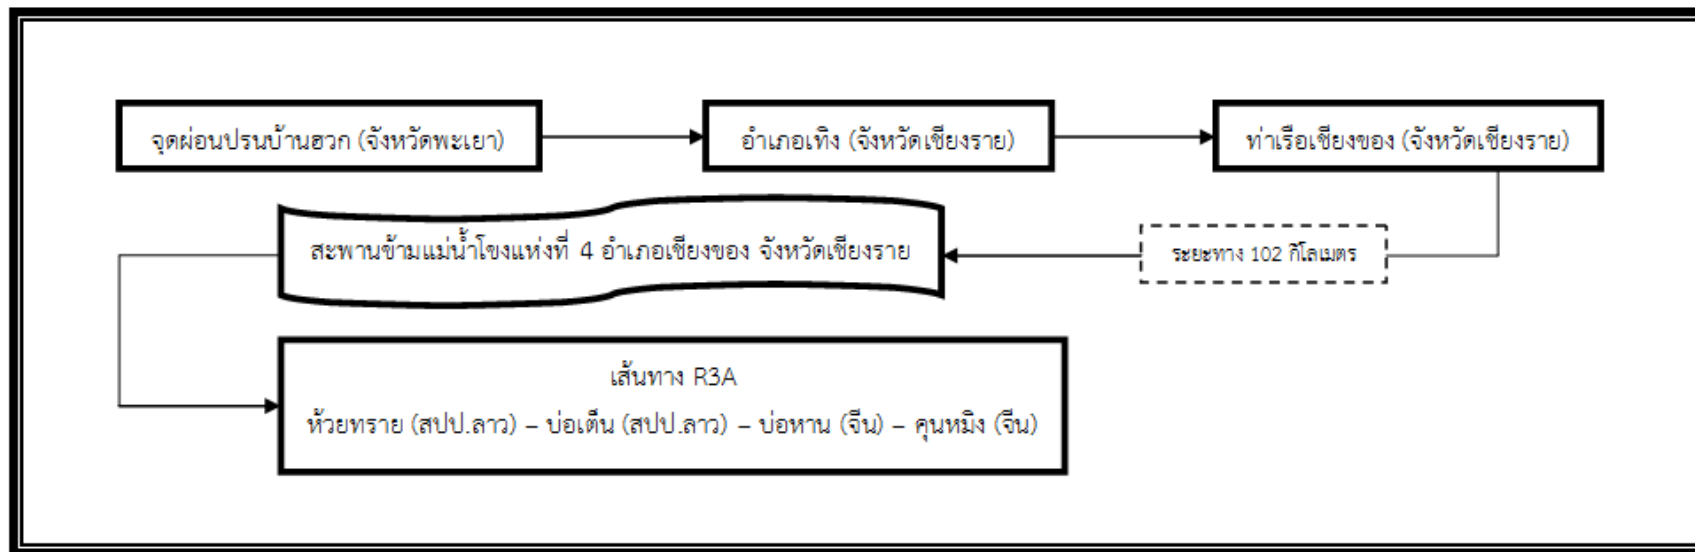 จุดผ่อนปรนบ้านฮวก (จังหวัดพะเยา)
อำเภอเทิง (จังหวัดเชียงราย)
ท่าเรือเชียงของ (จังหวัดเชียงราย)
สะพานข้ามแม่น้ำโขงแห่งที่ 4 อำเภอเชียงของ จังหวัดเชียงราย
ระยะทาง 102 กิโลเมตร
เส้นทาง R3A
ห้วยทราย (สปป.ลาว) – บ่อเต็น (สปป.ลาว) – บ่อหาน (จีน) – คุนหมิง (จีน)